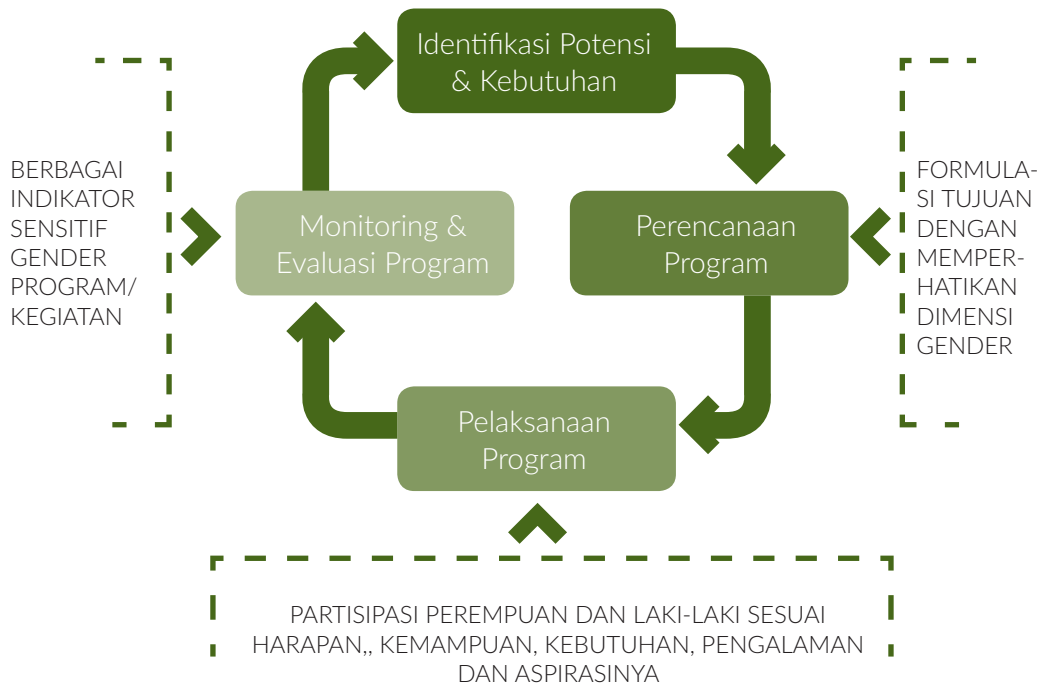 Identifikasi Potensi
& Kebutuhan
BERBAGAI
INDIKATOR
SENSITIF
GENDER
PROGRAM/
KEGIATAN
Monitoring &
Evaluasi Program
Perencanaan
Program
FORMULA-
SI TUJUAN
DENGAN
MEMPER-
HATIKAN
DIMENSI
GENDER
Pelaksanaan
Program
PARTISIPASI PEREMPUAN DAN LAKI-LAKI SESUAI
HARAPAN,, KEMAMPUAN, KEBUTUHAN, PENGALAMAN
DAN ASPIRASINYA